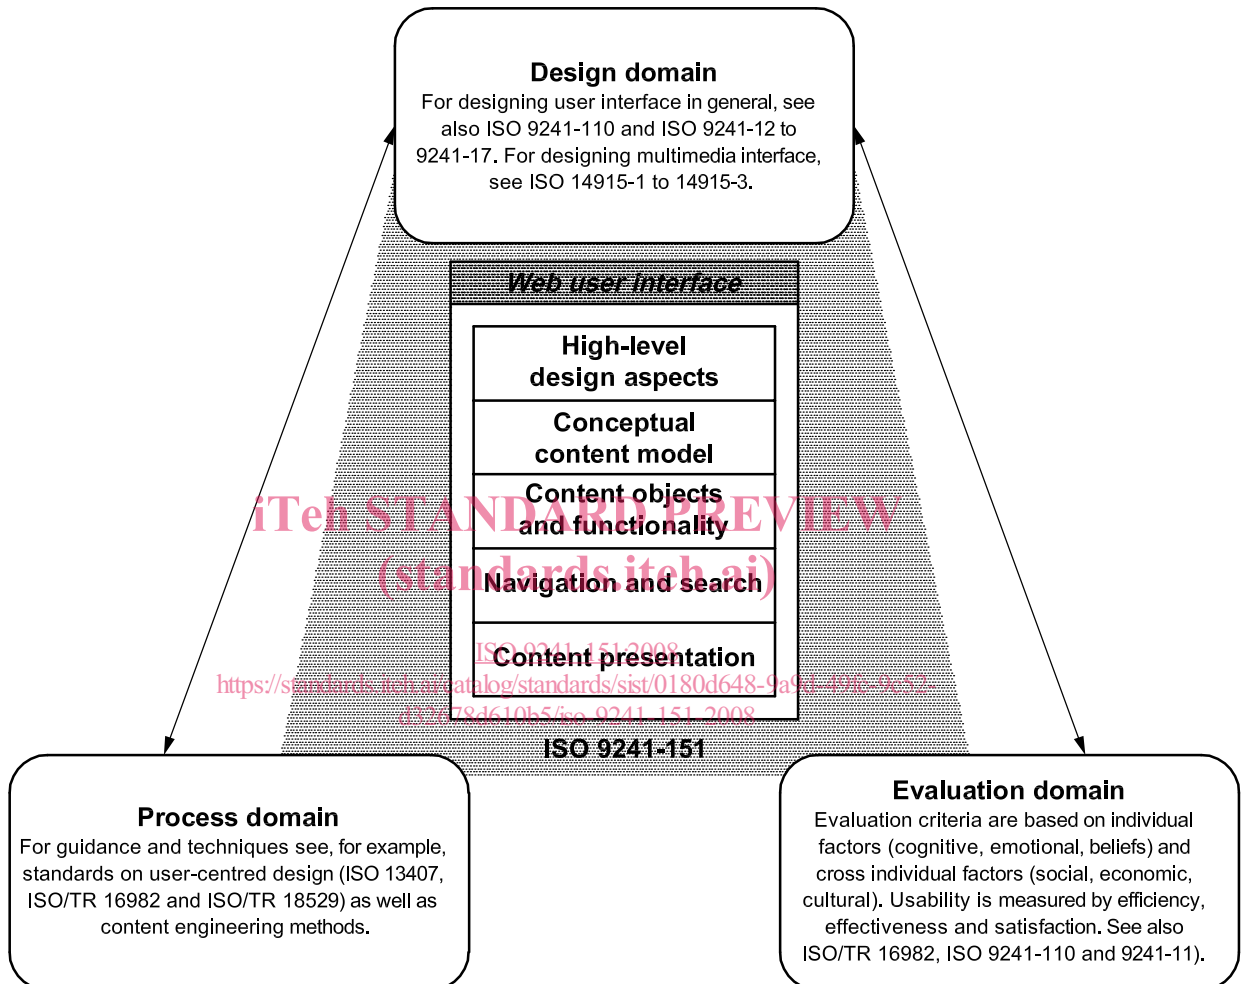 Design domain
For designing user interface in general, see
also ISO 9241-110 and ISO 9241-12 to
9241-17. For designing multimedia interface,
see ISO 14915-1 to 14915-3.
Web user interface
High-level
design aspects
Conceptual
content model
Content objects
and functionality
Navigation and search
Content presentation
iTeh STANDARD PREVIEW
(standards.iteh.ai)
ISO 9241-151:2008
https://standards.iteh.ai/catalog/standards/sist/0180d648-9a9d-49fc-9c52-
d32678d610b5/iso-9241-151-2008
ISO 9241-151
Process domain
For guidance and techniques see, for example,
standards on user-centred design (ISO 13407,
ISO/TR 16982 and ISO/TR 18529) as well as
content engineering methods.
Evaluation domain
Evaluation criteria are based on individual
factors (cognitive, emotional, beliefs) and
cross individual factors (social, economic,
cultural). Usability is measured by efficiency,
effectiveness and satisfaction. See also
ISO/TR 16982, ISO 9241-110 and 9241-11).